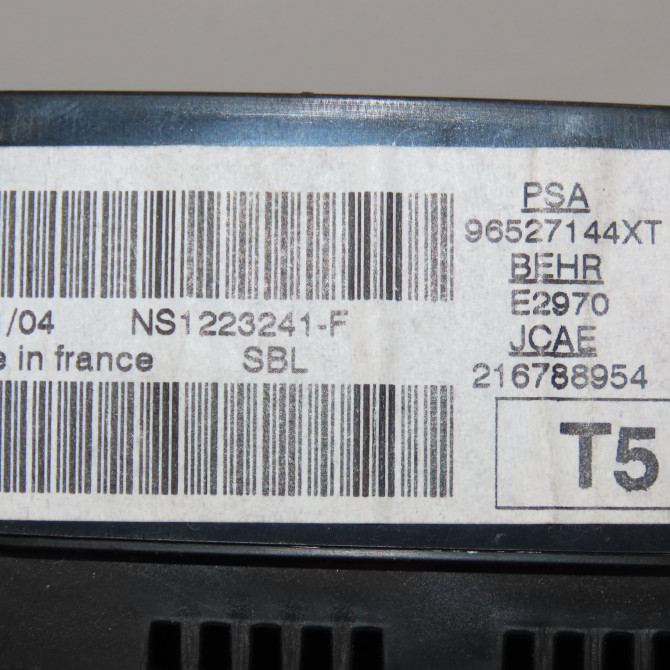 PSA
96527144XT
BEHR
E2970
JCAE
216788954
T5
/04 NS1223241-F
in france SBL